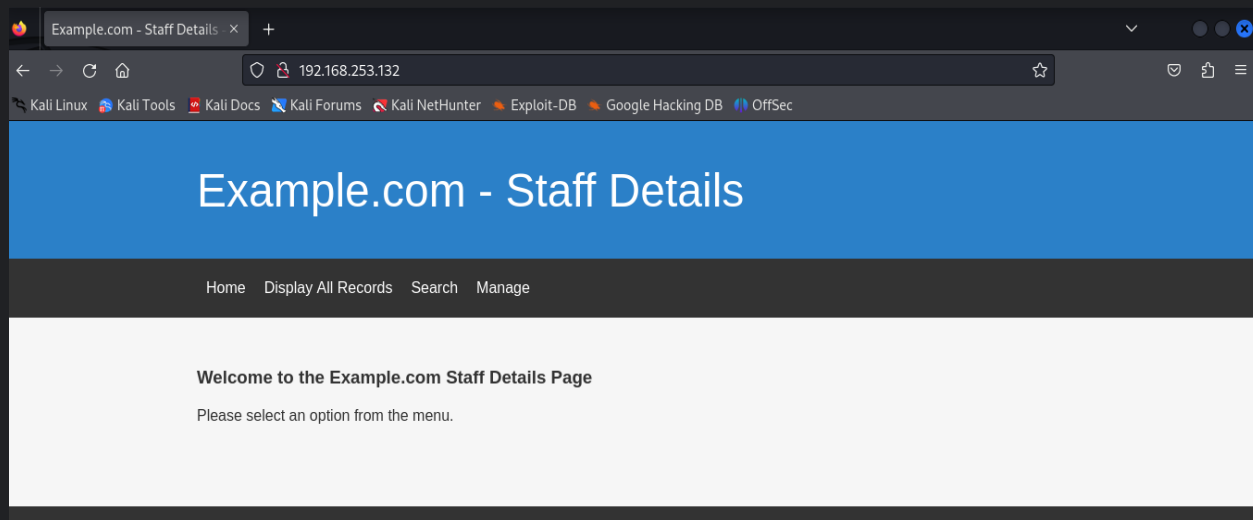 Example.com - Staff Details -
192.168.253.132
Kali Linux Kali Tools Kali Docs Kali Forums Kali NetHunter Exploit-DB Google Hacking DB OffSec
Example.com - Staff Details
Home Display All Records Search Manage
Welcome to the Example.com Staff Details Page
Please select an option from the menu.